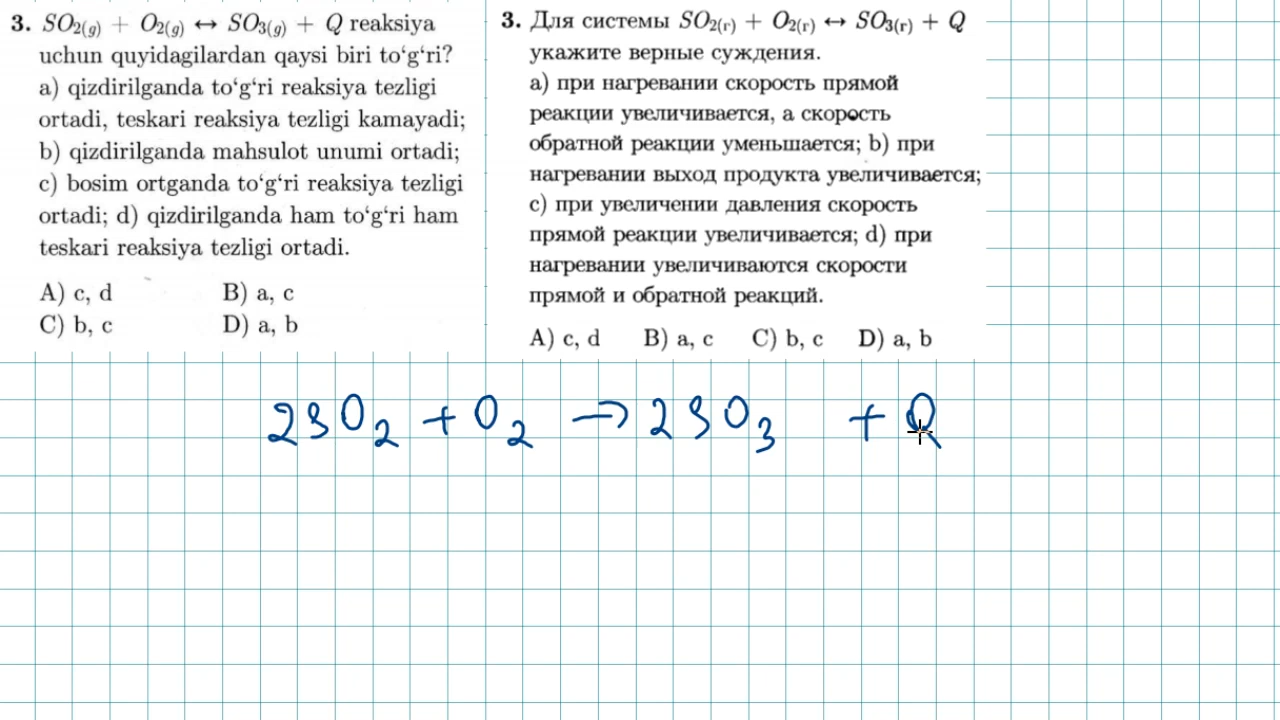 3. SO₂₍g₎ + O₂₍g₎ ↔ SO₃₍g₎ + Q reaksiya
uchun quyidagilardan qaysi biri to‘g‘ri?
a) qizdirilganda to‘g‘ri reaksiya tezligi
ortadi, teskari reaksiya tezligi kamayadi;
b) qizdirilganda mahsulot unumi ortadi;
c) bosim ortganda to‘g‘ri reaksiya tezligi
ortadi; d) qizdirilganda ham to‘g‘ri ham
teskari reaksiya tezligi ortadi.
A) c, d B) a, c
C) b, c D) a, b
3. Для системы SO₂₍г₎ + O₂₍г₎ ↔ SO₃₍г₎ + Q
укажите верные суждения.
a) при нагревании скорость прямой
реакции увеличивается, а скорость
обратной реакции уменьшается; b) при
нагревании выход продукта увеличивается;
c) при увеличении давления скорость
прямой реакции увеличивается; d) при
нагревании увеличиваются скорости
прямой и обратной реакций.
A) c, d B) a, c C) b, c D) a, b
2SO₂ + O₂ → 2SO₃ + Q